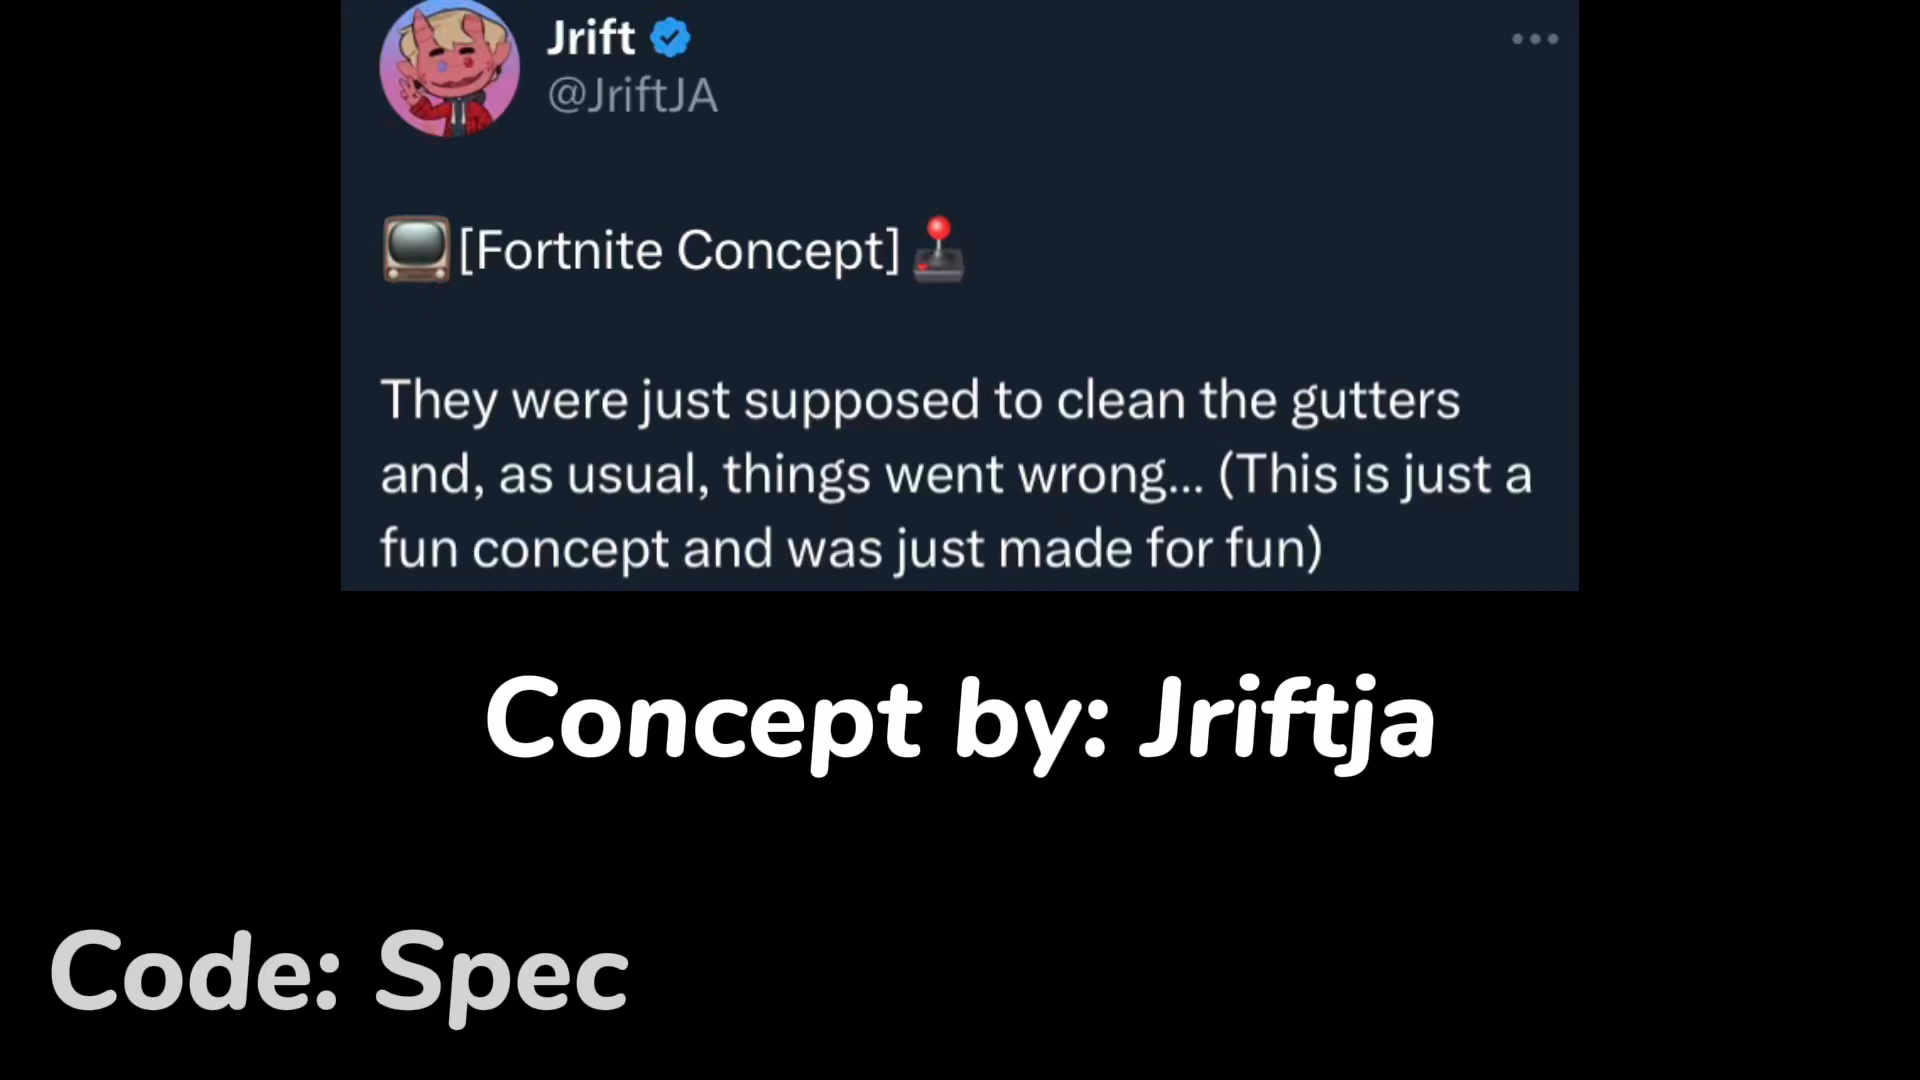 Jrift
@JriftJA
[Fortnite Concept]
They were just supposed to clean the gutters
and, as usual, things went wrong... (This is just a
fun concept and was just made for fun)
Concept by: Jriftja
Code: Spec